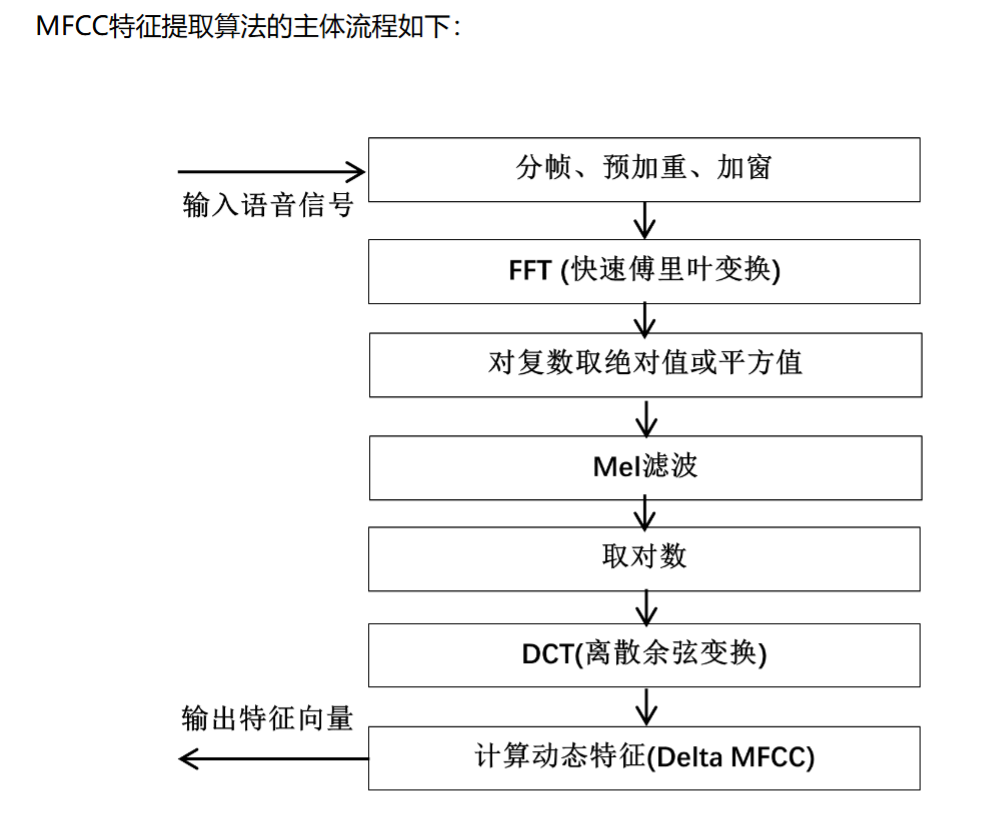 MFCC特征提取算法的主体流程如下：
分帧、预加重、加窗
输入语音信号
FFT (快速傅里叶变换)
对复数取绝对值或平方值
Mel滤波
取对数
DCT(离散余弦变换)
输出特征向量
计算动态特征(Delta MFCC)